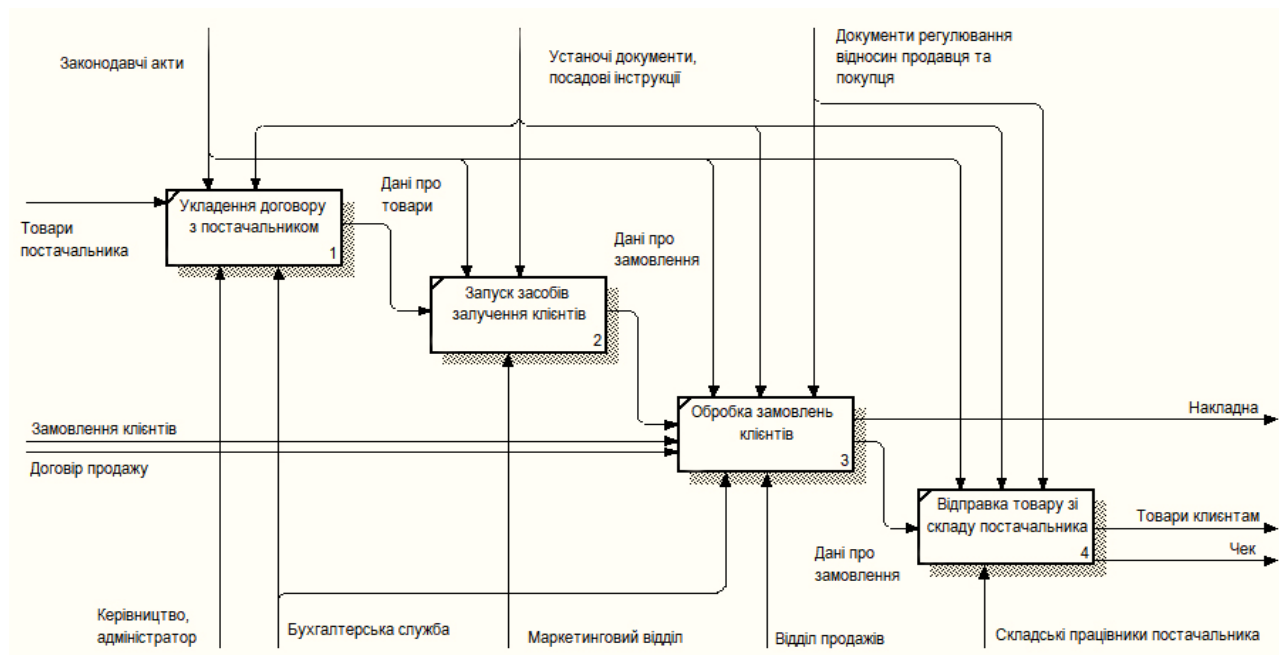 Законодавчі акти
Устаночі документи,
посадові інструкції
Документи регулювання
відносин продавця та
покупця
Товари
постачальника
Укладення договору
з постачальником
1
Дані про
товари
Запуск засобів
залучення клієнтів
2
Дані про
замовлення
Замовлення клієнтів
Договір продажу
Обробка замовлень
клієнтів
3
Накладна
Дані про
замовлення
Відправка товару зі
складу постачальника
4
Товари клиєнтам
Чек
Керівництво,
адміністратор
Бухгалтерська служба
Маркетинговий відділ
Відділ продажів
Складські працівники постачальника